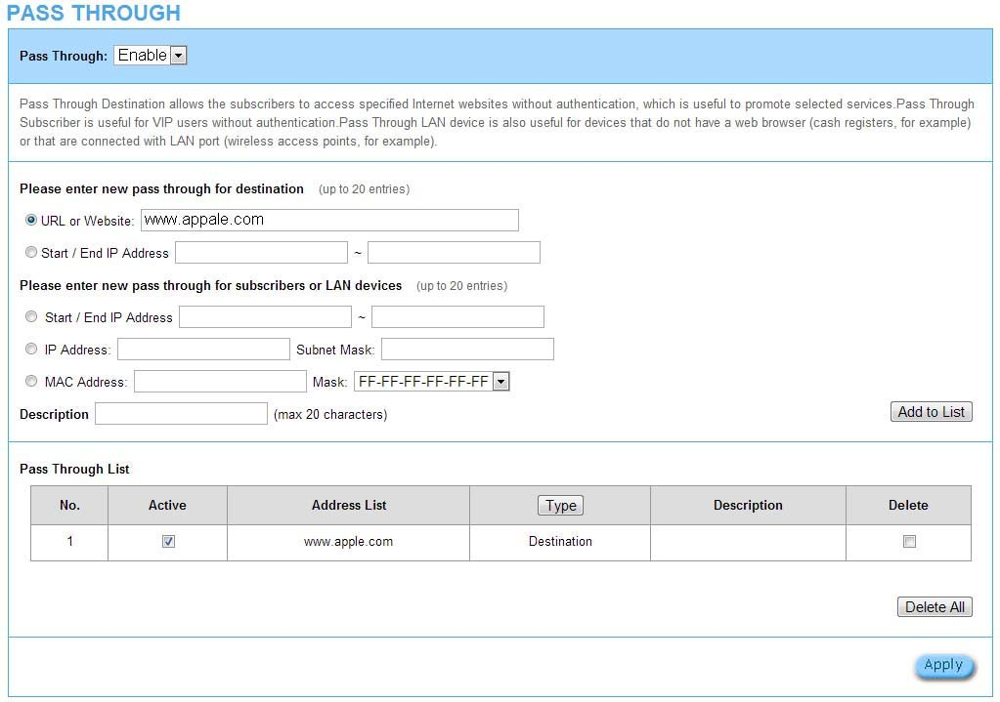 PASS THROUGH
Pass Through: Enable
Pass Through Destination allows the subscribers to access specified Internet websites without authentication, which is useful to promote selected services.Pass Through
Subscriber is useful for VIP users without authentication.Pass Through LAN device is also useful for devices that do not have a web browser (cash registers, for example)
or that are connected with LAN port (wireless access points, for example).
Please enter new pass through for destination (up to 20 entries)
URL or Website: www.appale.com
Start / End IP Address ~
Please enter new pass through for subscribers or LAN devices (up to 20 entries)
Start / End IP Address ~
IP Address: Subnet Mask:
MAC Address: Mask: FF-FF-FF-FF-FF-FF
Description (max 20 characters) Add to List
Pass Through List
No. Active Address List Type Description Delete
1 www.apple.com Destination
Delete All
Apply